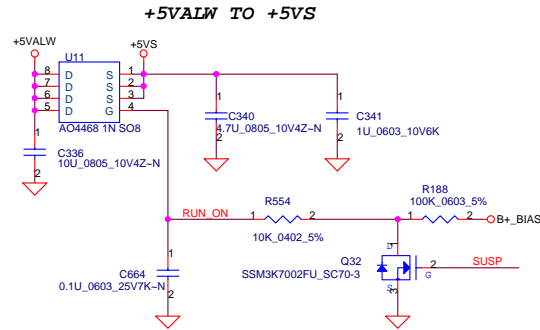 +5VALW TO +5VS
+5VALW
+5VS
U11
8 D S 1
7 D S 2
6 D S 3
5 D G 4
AO4468 1N SO8
1
C336
10U_0805_10V4Z~N
2
1
C340
4.7U_0805_10V4Z~N
2
1
C341
1U_0603_10V6K
2
RUN_ON
R554
1 2
10K_0402_5%
R188
100K_0603_5%
1 2
B+_BIAS
1
C664
0.1U_0603_25V7K~N
2
Q32
SSM3K7002FU_SC70-3
D 1
2 G
S 3
SUSP